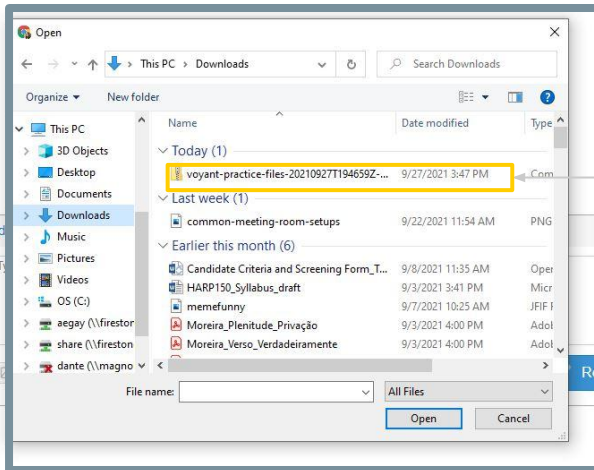 Open
This PC > Downloads
Search Downloads
Organize
New folder
Name
Date modified
Type
This PC
3D Objects
Desktop
Documents
Downloads
Music
Pictures
Videos
OS (C:)
aegay (\\firestor
share (\\fireston
dante (\\magno
Today (1)
voyant-practice-files-20210927T194659Z-... 9/27/2021 3:47 PM Com
Last week (1)
common-meeting-room-setups 9/22/2021 11:54 AM PNG
Earlier this month (6)
Candidate Criteria and Screening Form_T... 9/8/2021 11:35 AM Oper
HARP150_Syllabus_draft 9/3/2021 3:41 PM Micr
memefunny 9/7/2021 10:25 AM JFIF F
Moreira_Plenitude_Privação 9/3/2021 4:00 PM Adol
Moreira_Verso_Verdadeiramente 9/3/2021 4:00 PM Adol
File name:
All Files
Open
Cancel
Re